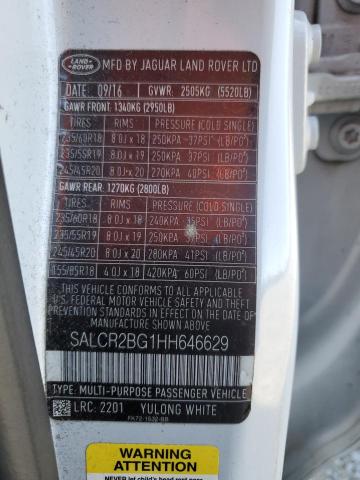 LAND ROVER
MFD BY JAGUAR LAND ROVER LTD
DATE: 09/16 GVWR. 2505KG (5520LB)
GAWR FRONT: 1340KG (2950LB)
TIRES RIMS PRESSURE (COLD SINGLE)
235/60R18 8.0J x 18 250KPA 37PSI (LB/PO²)
235/55R19 8.0J x 19 250KPA 37PSI (LB/PO²)
245/45R20 8.0J x 20 270KPA 40PSI (LB/PO²)
GAWR REAR: 1270KG (2800LB)
TIRES RIMS PRESSURE (COLD SINGLE)
235/60R18 8.0J x 18 240KPA 35PSI (LB/PO²)
235/55R19 8.0J x 19 250KPA 37PSI (LB/PO²)
245/45R20 8.0J x 20 280KPA 41PSI (LB/PO²)
155/85R18 4.0J x 18 420KPA 60PSI (LB/PO²)
THIS VEHICLE CONFORMS TO ALL APPLICABLE FEDERAL MOTOR VEHICLE SAFETY AND THEFT PREVENTION STANDARDS IN EFFECT ON THE DATE OF MANUFACTURE SHOWN ABOVE.
SALCR2BG1HH646629
TYPE: MULTI-PURPOSE PASSENGER VEHICLE
LRC: 2201 YULONG WHITE
WARNING
ATTENTION